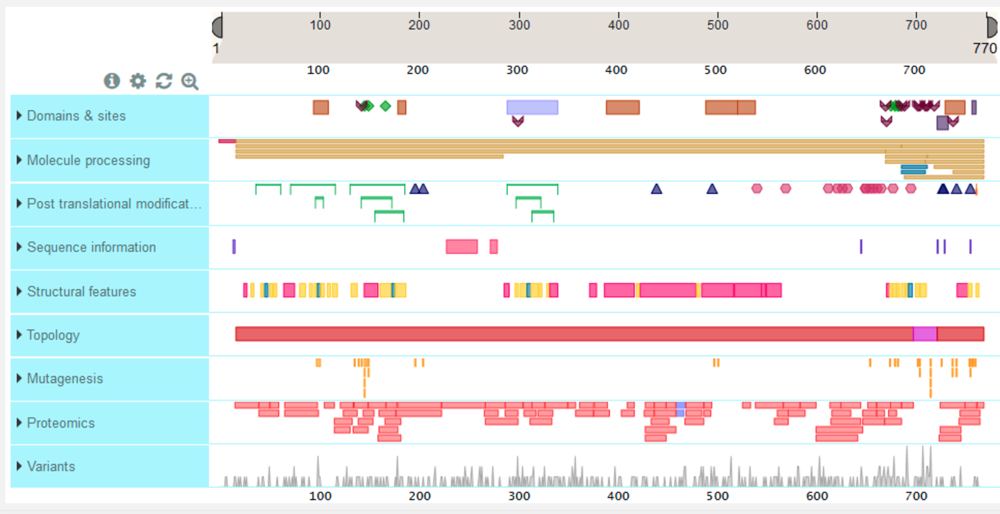 100 200 300 400 500 600 700
1 770
100 200 300 400 500 600 700
Domains & sites
Molecule processing
Post translational modificat...
Sequence information
Structural features
Topology
Mutagenesis
Proteomics
Variants
100 200 300 400 500 600 700